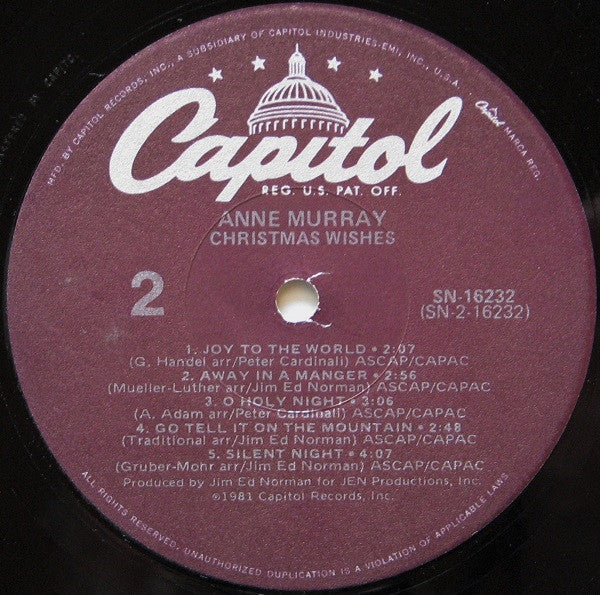 MFD. BY CAPITOL RECORDS, INC., A SUBSIDIARY OF CAPITOL INDUSTRIES-EMI, INC., U.S.A.
Capitol MARCA REG.
Capitol
REG. U.S. PAT. OFF.
ANNE MURRAY
CHRISTMAS WISHES
2
SN-16232
(SN-2-16232)
1. JOY TO THE WORLD • 2:07
(G. Handel arr/Peter Cardinali) ASCAP/CAPAC
2. AWAY IN A MANGER • 2:56
(Mueller-Luther arr/Jim Ed Norman) ASCAP/CAPAC
3. O HOLY NIGHT • 3:06
(A. Adam arr/Peter Cardinali) ASCAP/CAPAC
4. GO TELL IT ON THE MOUNTAIN • 2:48
(Traditional arr/Jim Ed Norman) ASCAP/CAPAC
5. SILENT NIGHT • 4:07
(Gruber-Mohr arr/Jim Ed Norman) ASCAP/CAPAC
Produced by Jim Ed Norman for JEN Productions, Inc.
℗1981 Capitol Records, Inc.
ALL RIGHTS RESERVED. UNAUTHORIZED DUPLICATION IS A VIOLATION OF APPLICABLE LAWS